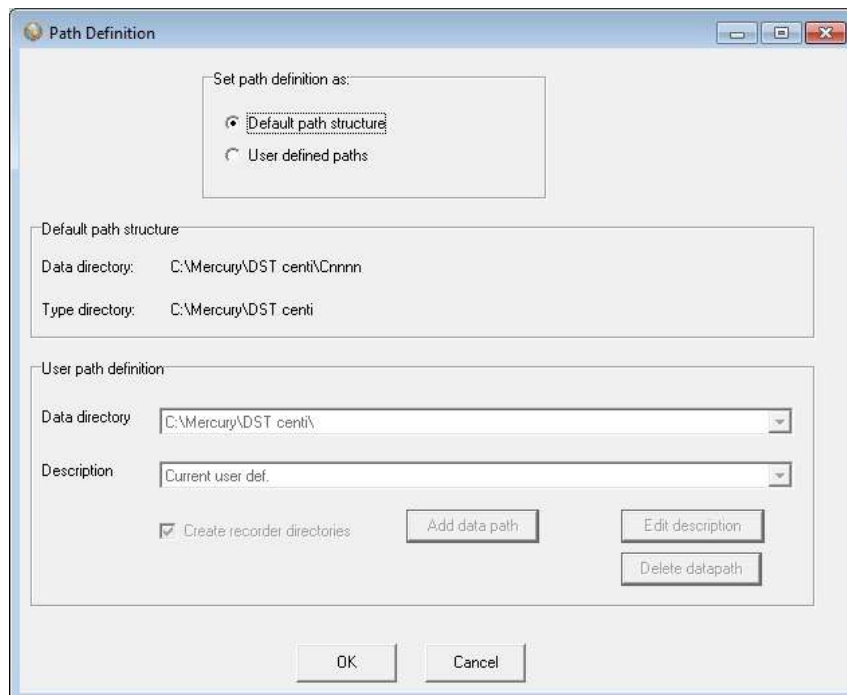 Path Definition
Set path definition as:
Default path structure
User defined paths
Default path structure
Data directory: C:\Mercury\DST centi\Cnnnn
Type directory: C:\Mercury\DST centi
User path definition
Data directory C:\Mercury\DST centi\
Description Current user def.
Create recorder directories Add data path Edit description
Delete datapath
OK Cancel